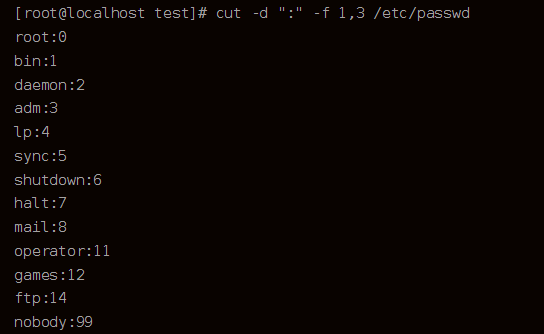 [root@localhost test]# cut -d ":" -f 1,3 /etc/passwd
root:0
bin:1
daemon:2
adm:3
lp:4
sync:5
shutdown:6
halt:7
mail:8
operator:11
games:12
ftp:14
nobody:99